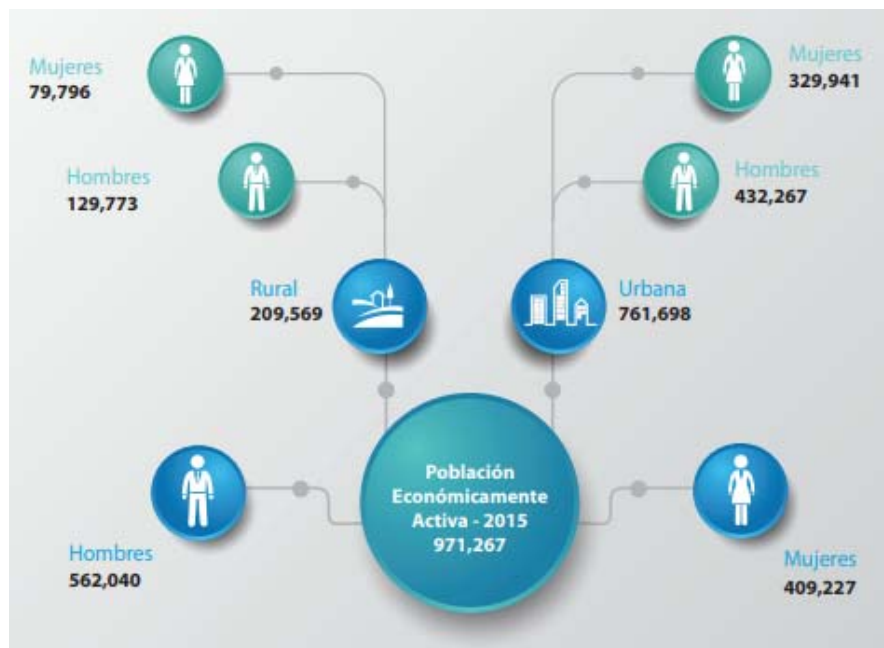 Mujeres
79,796
Mujeres
329,941
Hombres
129,773
Hombres
432,267
Rural
209,569
Urbana
761,698
Población
Económicamente
Activa - 2015
971,267
Hombres
562,040
Mujeres
409,227